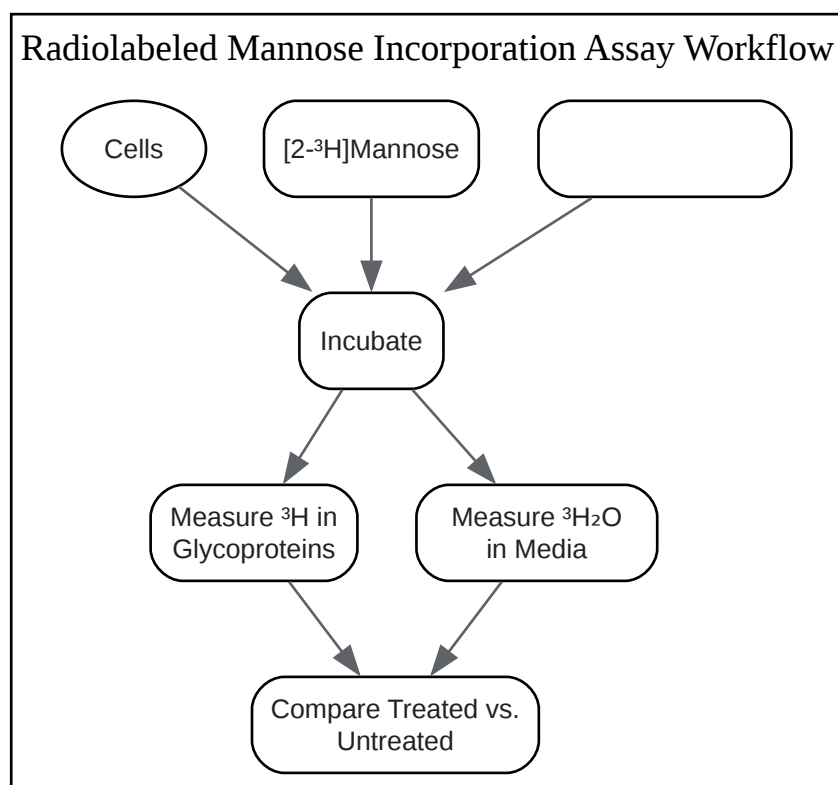 Radiolabeled Mannose Incorporation Assay Workflow
Cells
[2-³H]Mannose
Incubate
Measure ³H in
Glycoproteins
Measure ³H₂O
in Media
Compare Treated vs.
Untreated